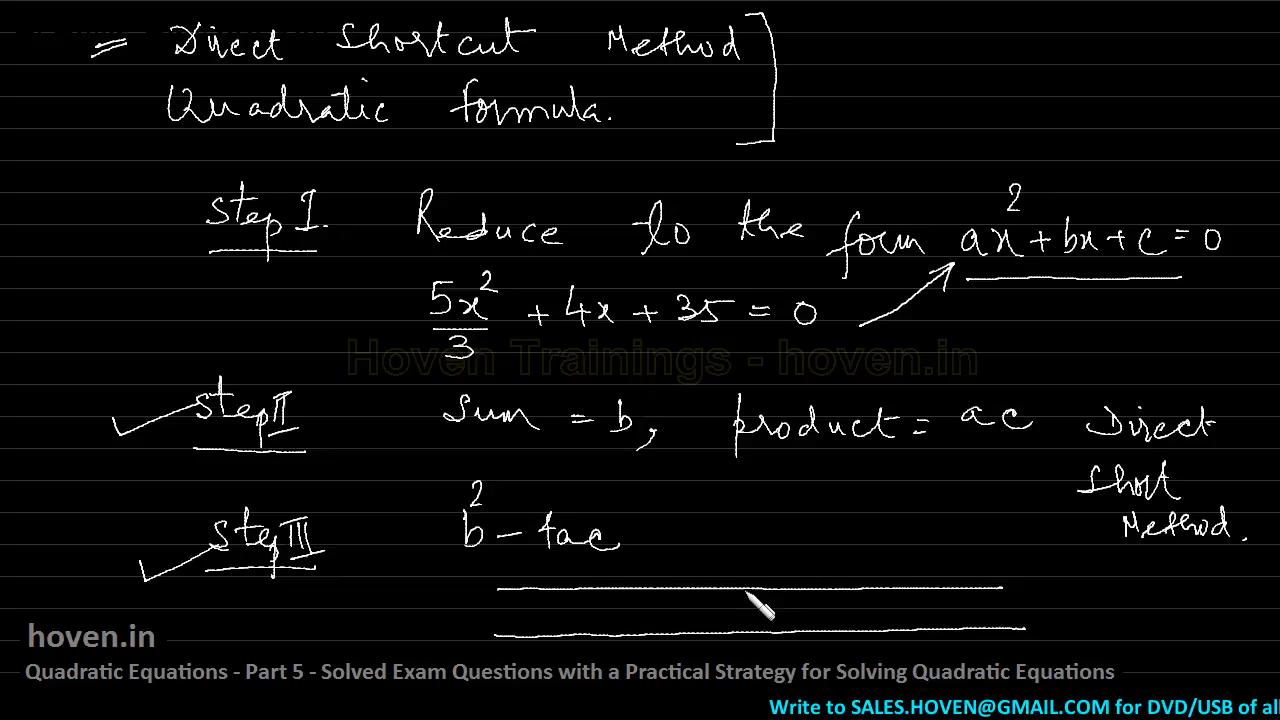 = Direct Shortcut Method
Quadratic formula.
Step I. Reduce to the form ax² + bx + c = 0
5x²/3 + 4x + 35 = 0
Hoven Trainings - hoven.in
Step II Sum = b, product = ac Direct
Short
Method.
Step III b² - 4ac
hoven.in
Quadratic Equations - Part 5 - Solved Exam Questions with a Practical Strategy for Solving Quadratic Equations
Write to SALES.HOVEN@GMAIL.COM for DVD/USB of al